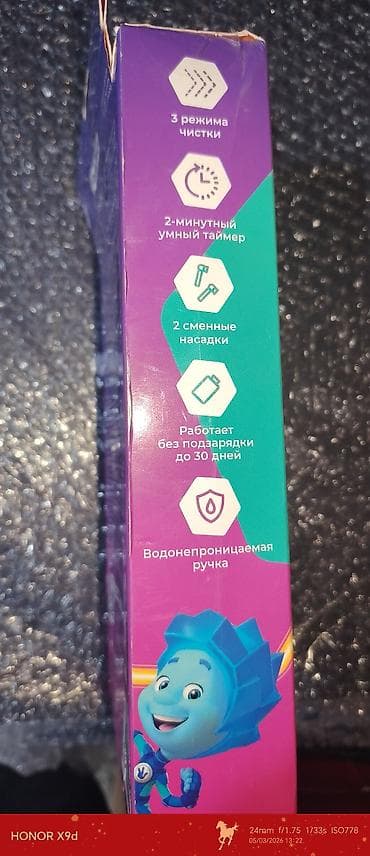 3 режима
чистки
2-минутный
умный таймер
2 сменные
насадки
Работает
без подзарядки
до 30 дней
Водонепроницаемая
ручка
HONOR X9d
24mm f/1.75 1/33s ISO778
05/03/2026 13:22